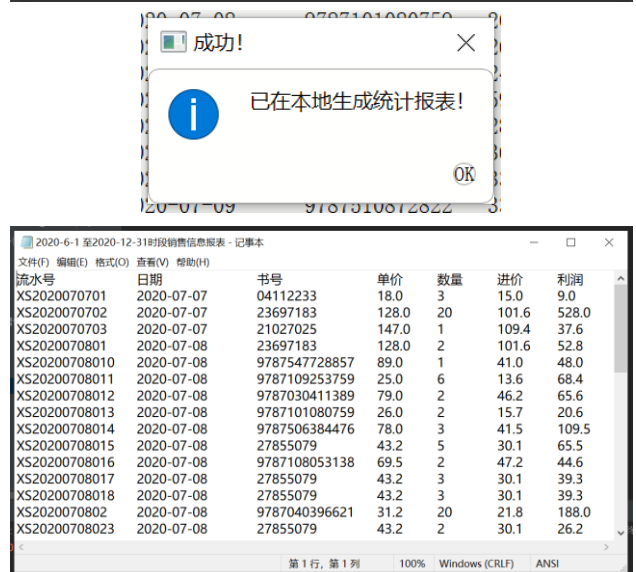 2020-07-08 9787101080759
成功！
已在本地生成统计报表！
OK
2020-07-09 9787510872822 3
2020-6-1 至2020-12-31时段销售信息报表 - 记事本
文件(F) 编辑(E) 格式(O) 查看(V) 帮助(H)
流水号 日期 书号 单价 数量 进价 利润
XS2020070701 2020-07-07 04112233 18.0 3 15.0 9.0
XS2020070702 2020-07-07 23697183 128.0 20 101.6 528.0
XS2020070703 2020-07-07 21027025 147.0 1 109.4 37.6
XS2020070801 2020-07-08 23697183 128.0 2 101.6 52.8
XS20200708010 2020-07-08 9787547728857 89.0 1 41.0 48.0
XS20200708011 2020-07-08 9787109253759 25.0 6 13.6 68.4
XS20200708012 2020-07-08 9787030411389 79.0 2 46.2 65.6
XS20200708013 2020-07-08 9787101080759 26.0 2 15.7 20.6
XS20200708014 2020-07-08 9787506384476 78.0 3 41.5 109.5
XS20200708015 2020-07-08 27855079 43.2 5 30.1 65.5
XS20200708016 2020-07-08 9787108053138 69.5 2 47.2 44.6
XS20200708017 2020-07-08 27855079 43.2 3 30.1 39.3
XS20200708018 2020-07-08 27855079 43.2 3 30.1 39.3
XS2020070802 2020-07-08 9787040396621 31.2 20 21.8 188.0
XS20200708023 2020-07-08 27855079 43.2 2 30.1 26.2
第 1 行，第 1 列 100% Windows (CRLF) ANSI